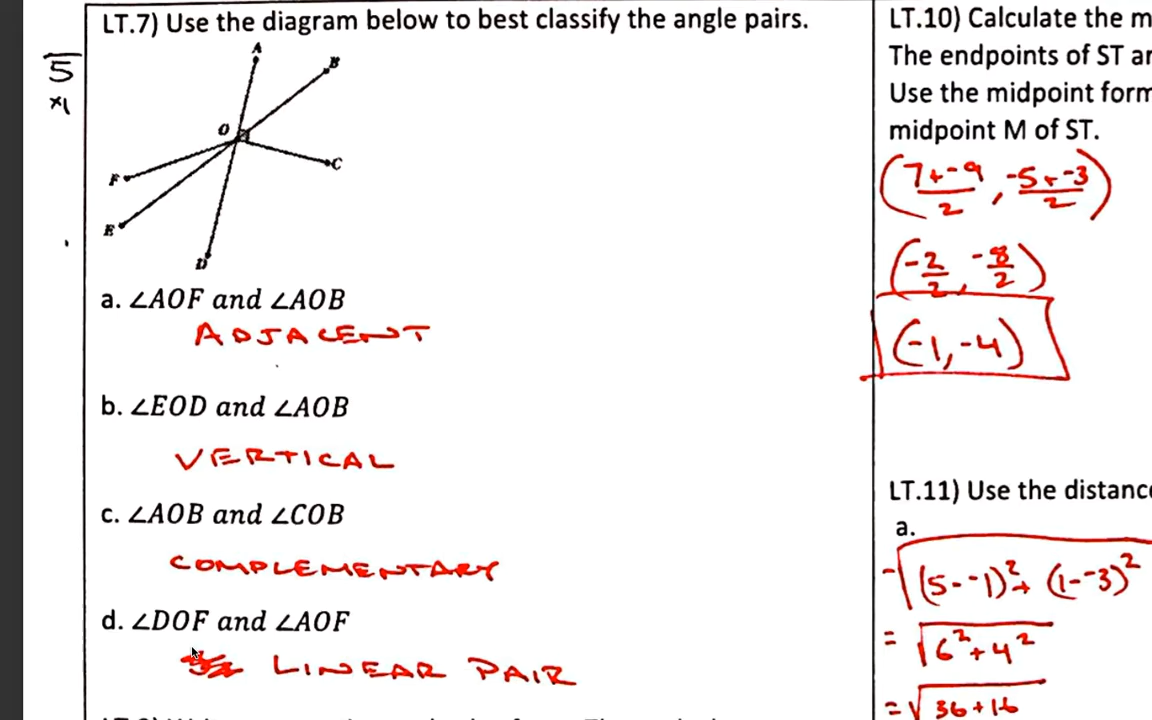 5
x1
LT.7) Use the diagram below to best classify the angle pairs.
A
B
O
C
F
E
D
a. ∠AOF and ∠AOB
ADJACENT
b. ∠EOD and ∠AOB
VERTICAL
c. ∠AOB and ∠COB
COMPLEMENTARY
d. ∠DOF and ∠AOF
LINEAR PAIR
LT.10) Calculate the m
The endpoints of ST ar
Use the midpoint form
midpoint M of ST.
(7+-9/2, -5+-3/2)
(-2/2, -8/2)
(-1, -4)
LT.11) Use the distanc
a.
√(5--1)²+(1--3)²
= √6²+4²
= √36+16